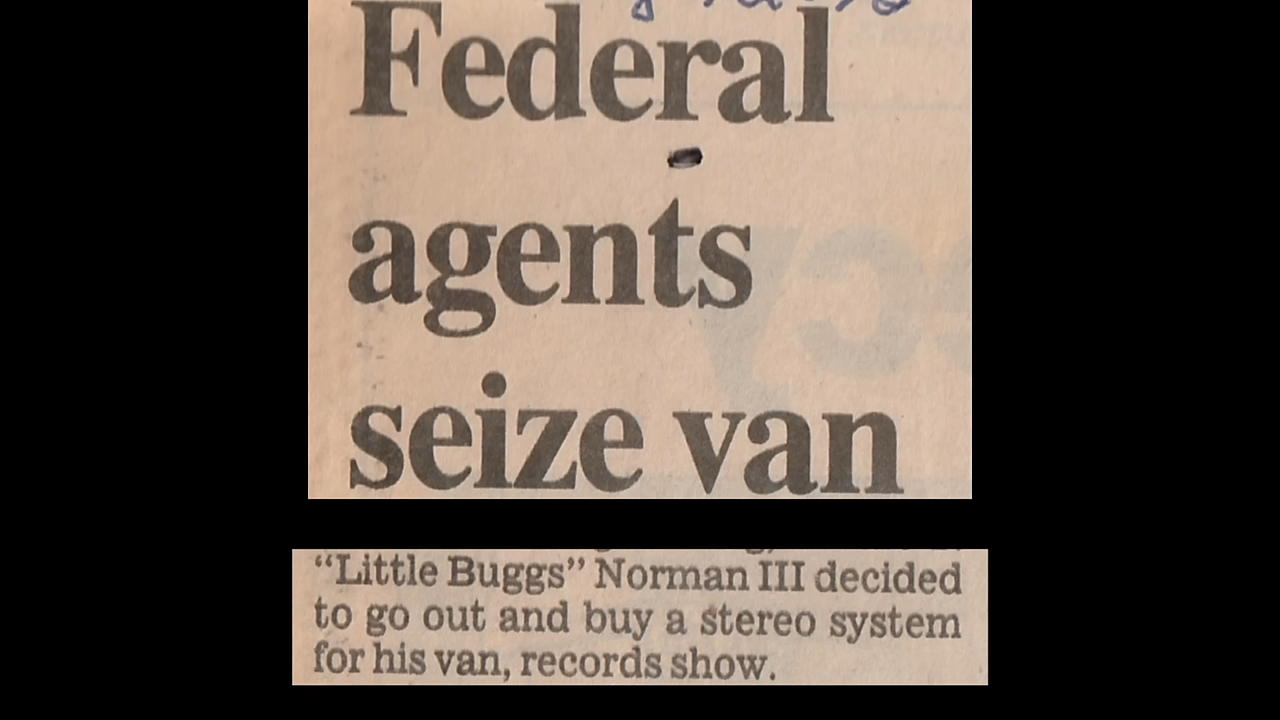 Federal
agents
seize van
“Little Buggs” Norman III decided
to go out and buy a stereo system
for his van, records show.